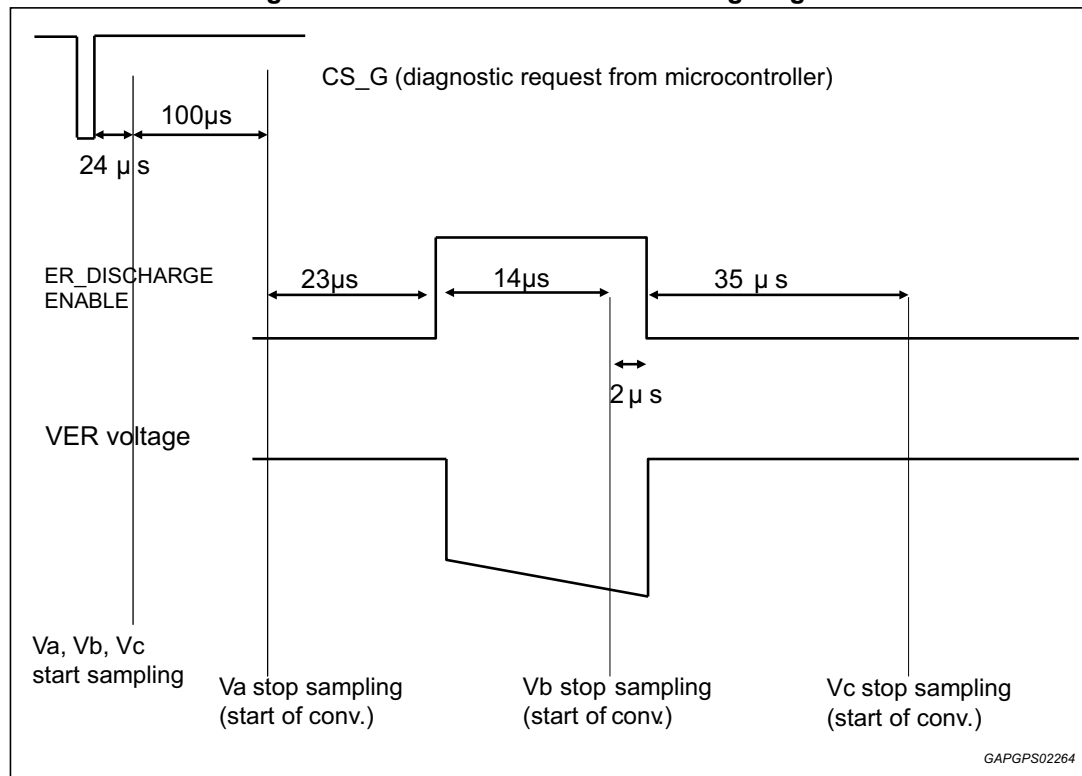 CS_G (diagnostic request from microcontroller)
100µs
24 µ s
ER_DISCHARGE
ENABLE
23µs
14µs
35 µ s
2 µ s
VER voltage
Va, Vb, Vc
start sampling
Va stop sampling
(start of conv.)
Vb stop sampling
(start of conv.)
Vc stop sampling
(start of conv.)
GAPGPS02264